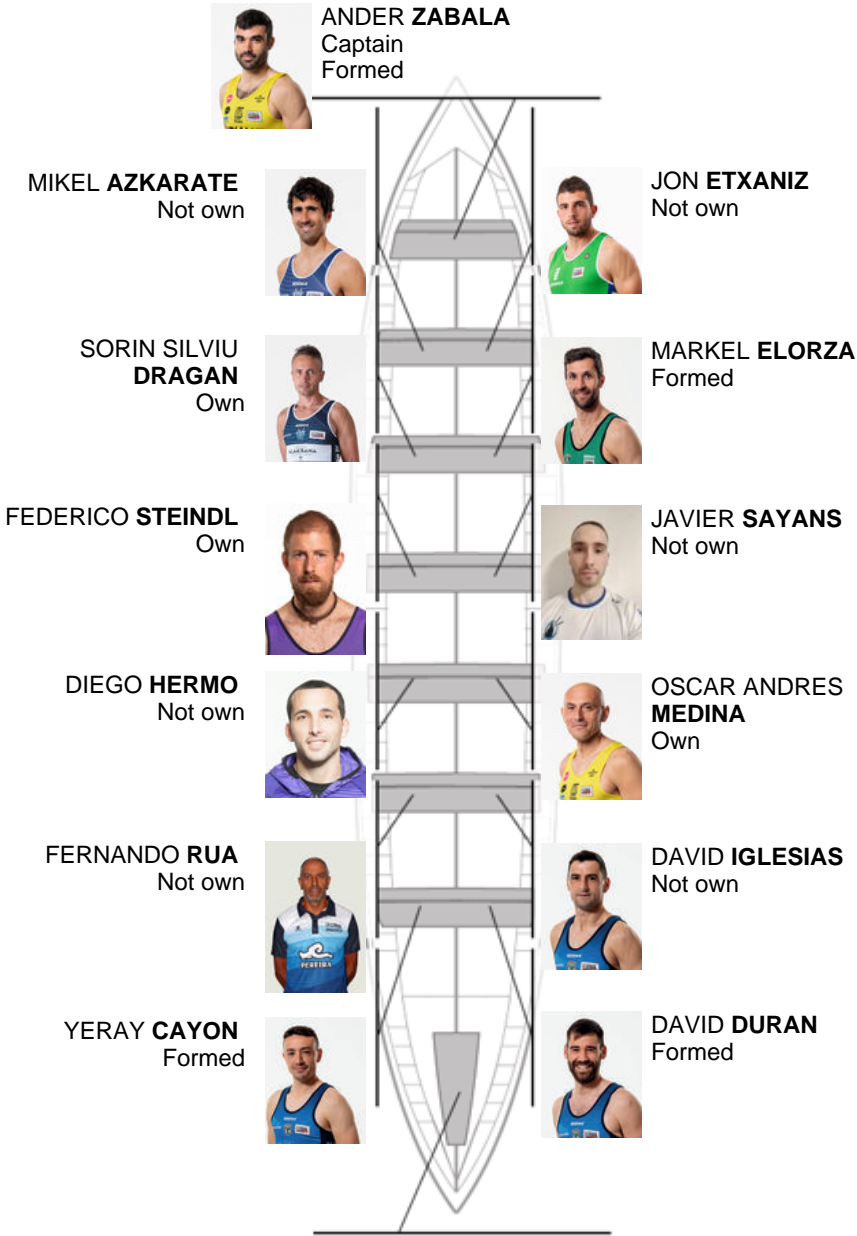 ANDER ZABALA
Captain
Formed
MIKEL AZKARATE
Not own
JON ETXANIZ
Not own
SORIN SILVIU
DRAGAN
Own
MARKEL ELORZA
Formed
FEDERICO STEINDL
Own
JAVIER SAYANS
Not own
DIEGO HERMO
Not own
OSCAR ANDRES
MEDINA
Own
FERNANDO RUA
Not own
PEREIRA
DAVID IGLESIAS
Not own
YERAY CAYON
Formed
DAVID DURAN
Formed